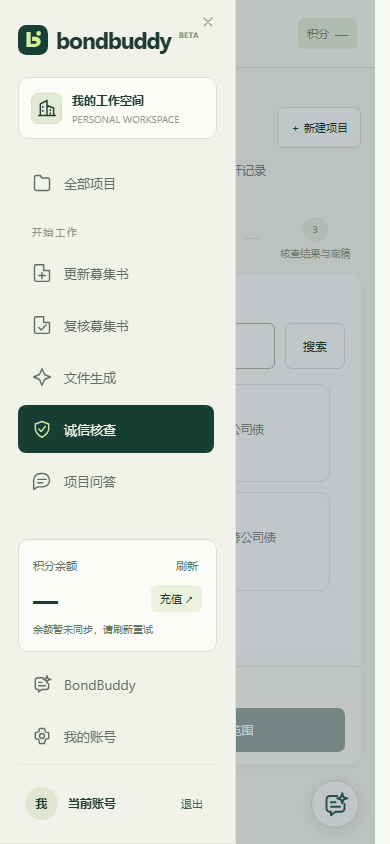 bondbuddy BETA
我的工作空间
PERSONAL WORKSPACE
全部项目
开始工作
更新募集书
复核募集书
文件生成
诚信核查
项目问答
积分余额 刷新
—
充值 ↗
余额暂未同步，请刷新重试
BondBuddy
我的账号
我 当前账号 退出
积分 —
+ 新建项目
记录
3
核查结果与底稿
搜索
公司债
公司债
范围